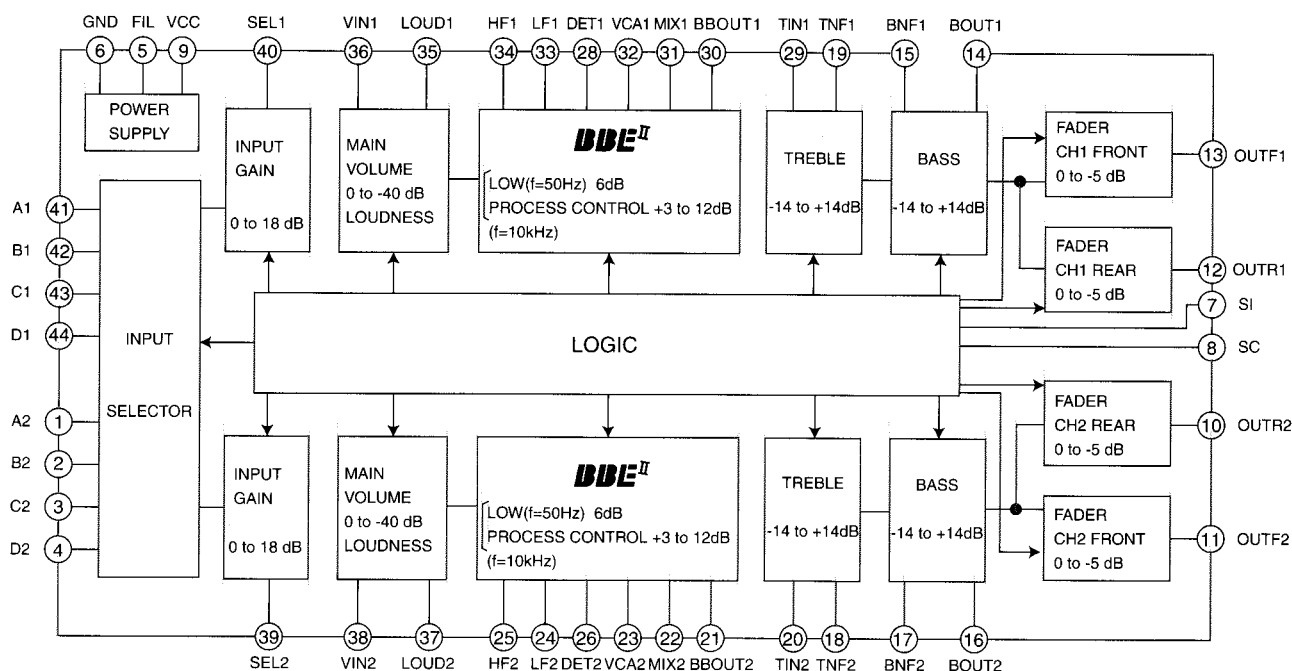 GND FIL VCC SEL1 VIN1 LOUD1 HF1 LF1 DET1 VCA1 MIX1 BBOUT1 TIN1 TNF1 BNF1 BOUT1
6 5 9 40 36 35 34 33 28 32 31 30 29 19 15 14
POWER
SUPPLY
INPUT
GAIN
0 to 18 dB
MAIN
VOLUME
0 to -40 dB
LOUDNESS
BBE II
LOW(f=50Hz) 6dB
PROCESS CONTROL +3 to 12dB
(f=10kHz)
TREBLE
-14 to +14dB
BASS
-14 to +14dB
FADER
CH1 FRONT
0 to -5 dB
13 OUTF1
FADER
CH1 REAR
0 to -5 dB
12 OUTR1
A1 41
B1 42
C1 43
D1 44
A2 1
B2 2
C2 3
D2 4
INPUT
SELECTOR
LOGIC
7 SI
8 SC
FADER
CH2 REAR
0 to -5 dB
10 OUTR2
FADER
CH2 FRONT
0 to -5 dB
11 OUTF2
INPUT
GAIN
0 to 18 dB
MAIN
VOLUME
0 to -40 dB
LOUDNESS
BBE II
LOW(f=50Hz) 6dB
PROCESS CONTROL +3 to 12dB
(f=10kHz)
TREBLE
-14 to +14dB
BASS
-14 to +14dB
39 38 37 25 24 26 23 22 21 20 18 17 16
SEL2 VIN2 LOUD2 HF2 LF2 DET2 VCA2 MIX2 BBOUT2 TIN2 TNF2 BNF2 BOUT2